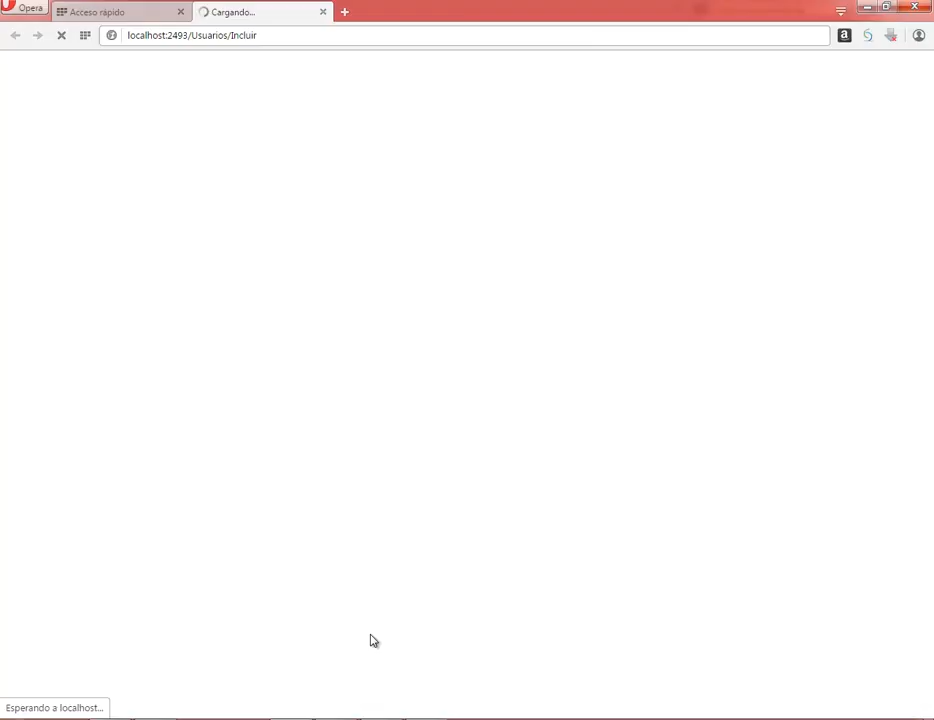 Opera
Acceso rápido
Cargando...
localhost:2493/Usuarios/Incluir
Esperando a localhost...